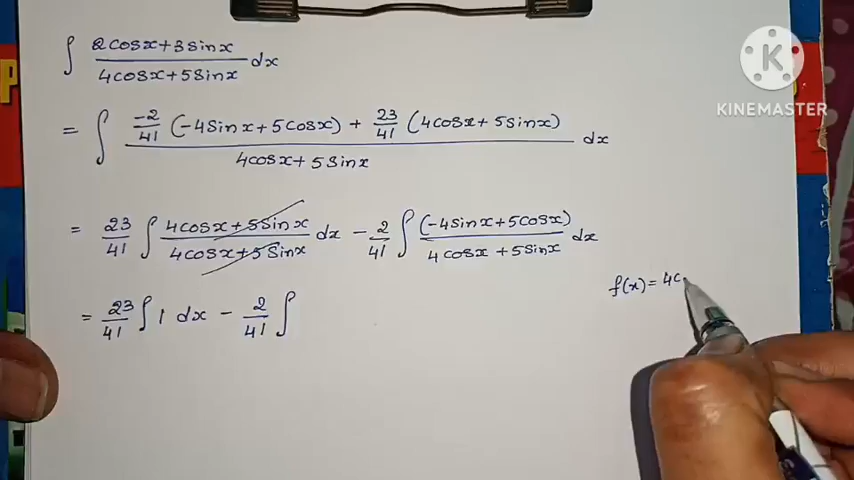 ∫ (2cosx+3sinx)/(4cosx+5sinx) dx
= ∫ (-2/41 (-4sinx+5cosx) + 23/41 (4cosx+5sinx))/(4cosx+5sinx) dx
= 23/41 ∫ (4cosx+5sinx)/(4cosx+5sinx) dx - 2/41 ∫ (-4sinx+5cosx)/(4cosx+5sinx) dx
f(x) = 4c
= 23/41 ∫ 1 dx - 2/41 ∫
K
KINEMASTER